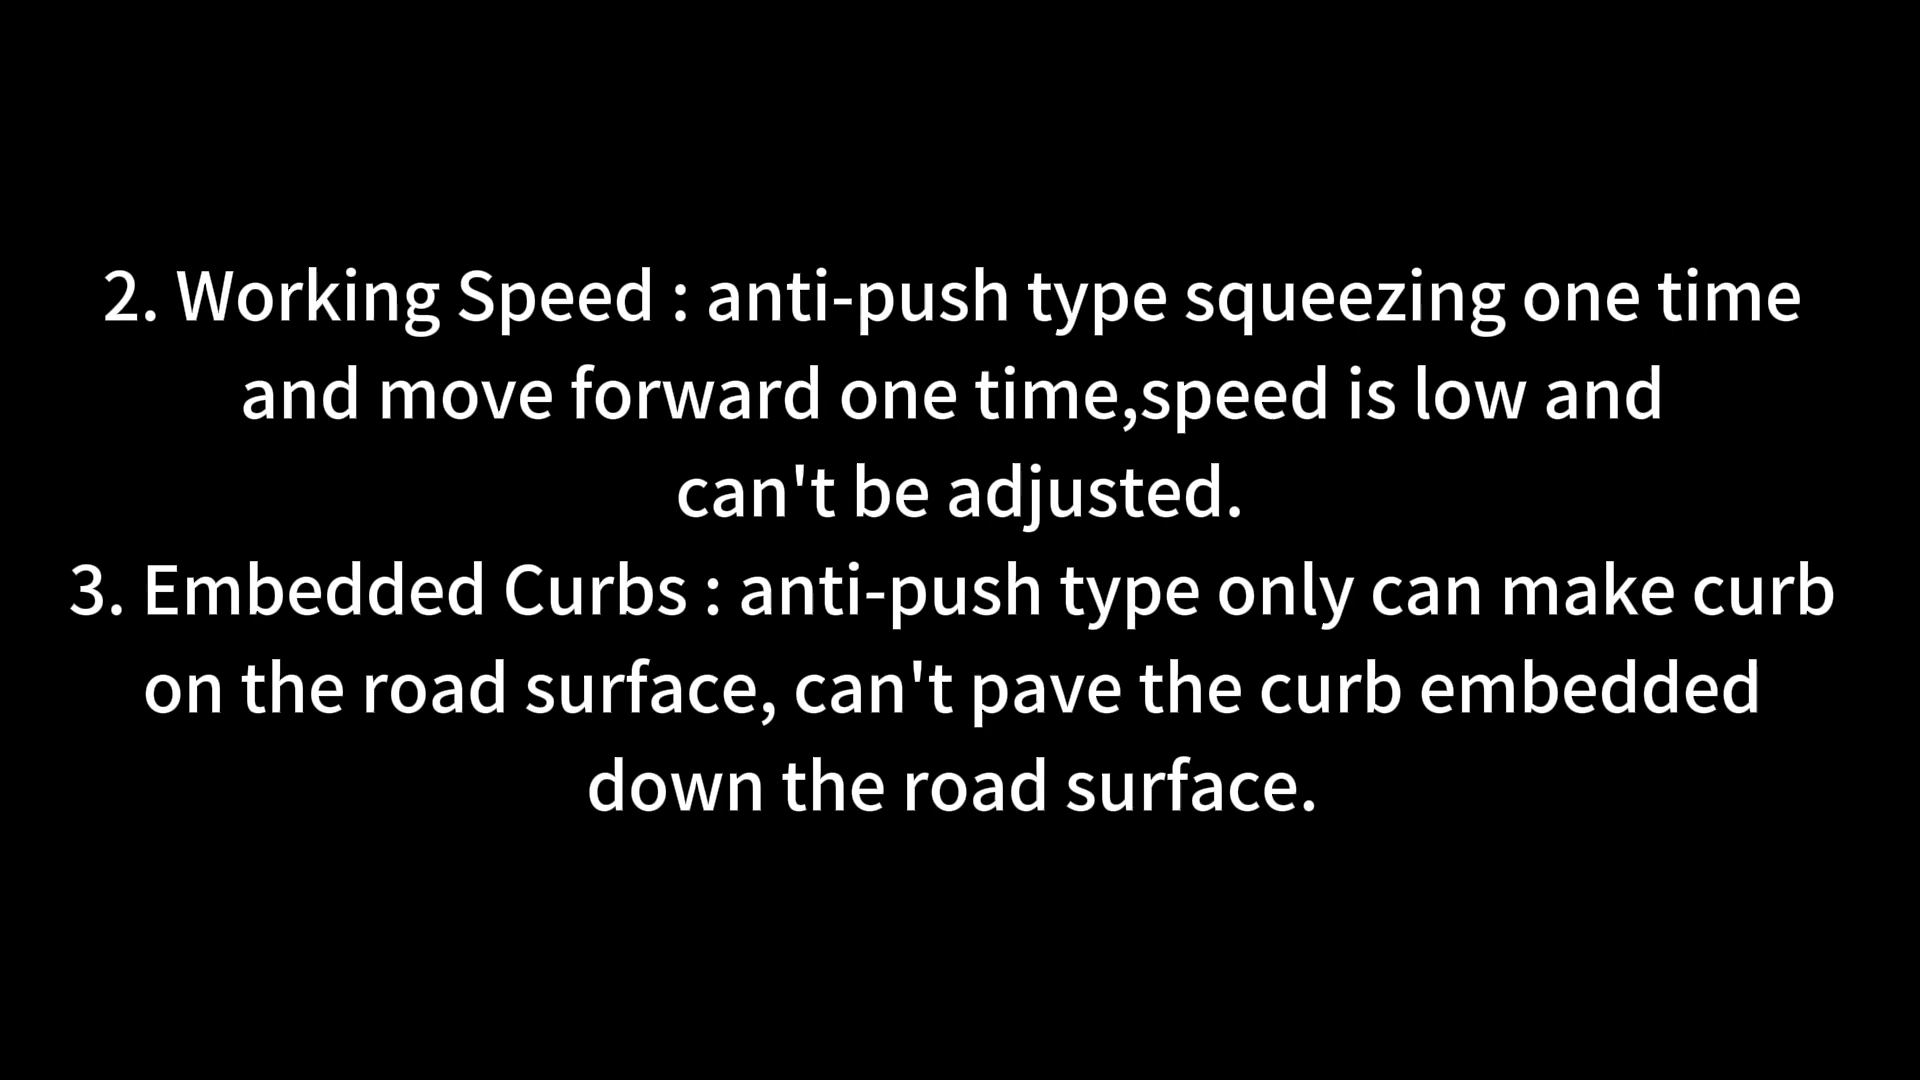 2. Working Speed : anti-push type squeezing one time
and move forward one time,speed is low and
can't be adjusted.
3. Embedded Curbs : anti-push type only can make curb
on the road surface, can't pave the curb embedded
down the road surface.